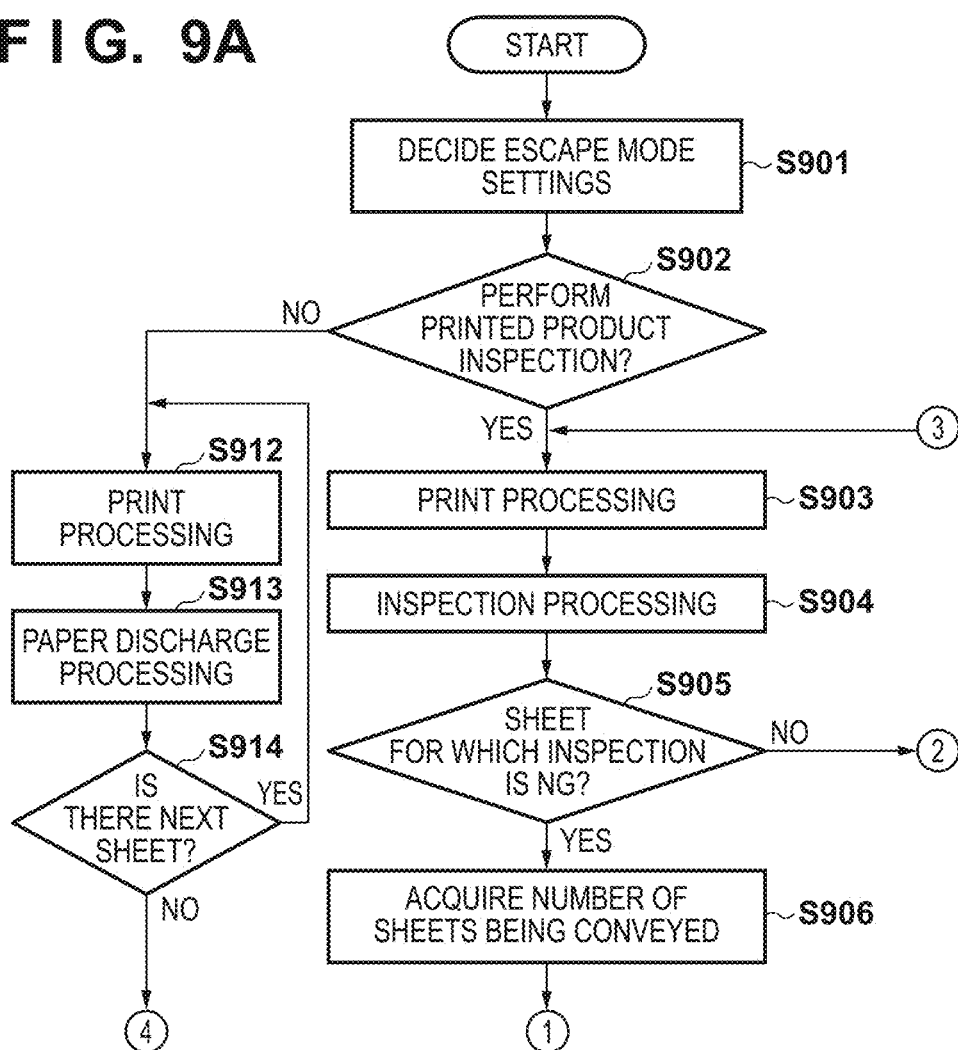 FIG. 9A
START
DECIDE ESCAPE MODE
SETTINGS
S901
S902
PERFORM
PRINTED PRODUCT
INSPECTION?
NO
YES
3
S912
PRINT
PROCESSING
PRINT PROCESSING
S903
S913
PAPER DISCHARGE
PROCESSING
INSPECTION PROCESSING
S904
S905
SHEET
FOR WHICH INSPECTION
IS NG?
NO
2
YES
S914
IS
THERE NEXT
SHEET?
YES
NO
ACQUIRE NUMBER OF
SHEETS BEING CONVEYED
S906
4
1